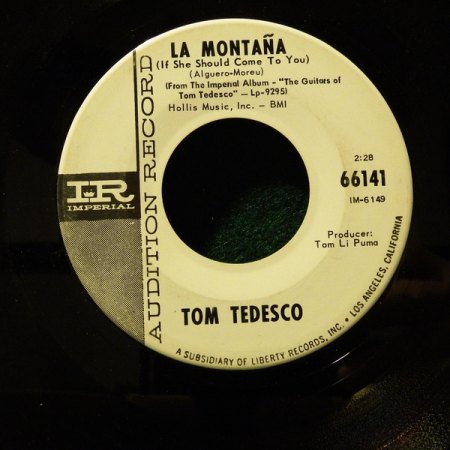 LA MONTAÑA
(If She Should Come To You)
(Alguero-Moreu)
(From The Imperial Album - "The Guitars of
Tom Tedesco" - Lp-9295)
Hollis Music, Inc. - BMI
2:28
66141
IM-6149
IR
IMPERIAL
AUDITION RECORD
Producer:
Tom Li Puma
TOM TEDESCO
A SUBSIDIARY OF LIBERTY RECORDS, INC. • LOS ANGELES, CALIFORNIA